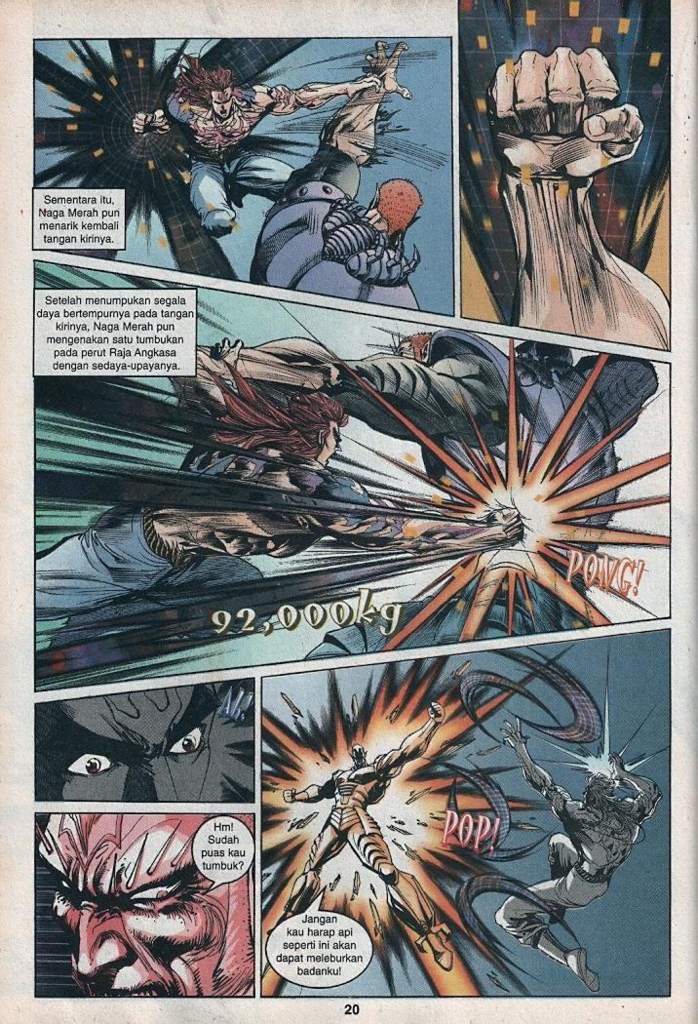 Sementara itu,
Naga Merah pun
menarik kembali
tangan kirinya.
Setelah menumpukan segala
daya bertempurnya pada tangan
kirinya, Naga Merah pun
mengenakan satu tumbukan
pada perut Raja Angkasa
dengan sedaya-upayanya.
PONG!
92,000kg
Hm!
Sudah
puas kau
tumbuk?
POP!
Jangan
kau harap api
seperti ini akan
dapat meleburkan
badanku!
20